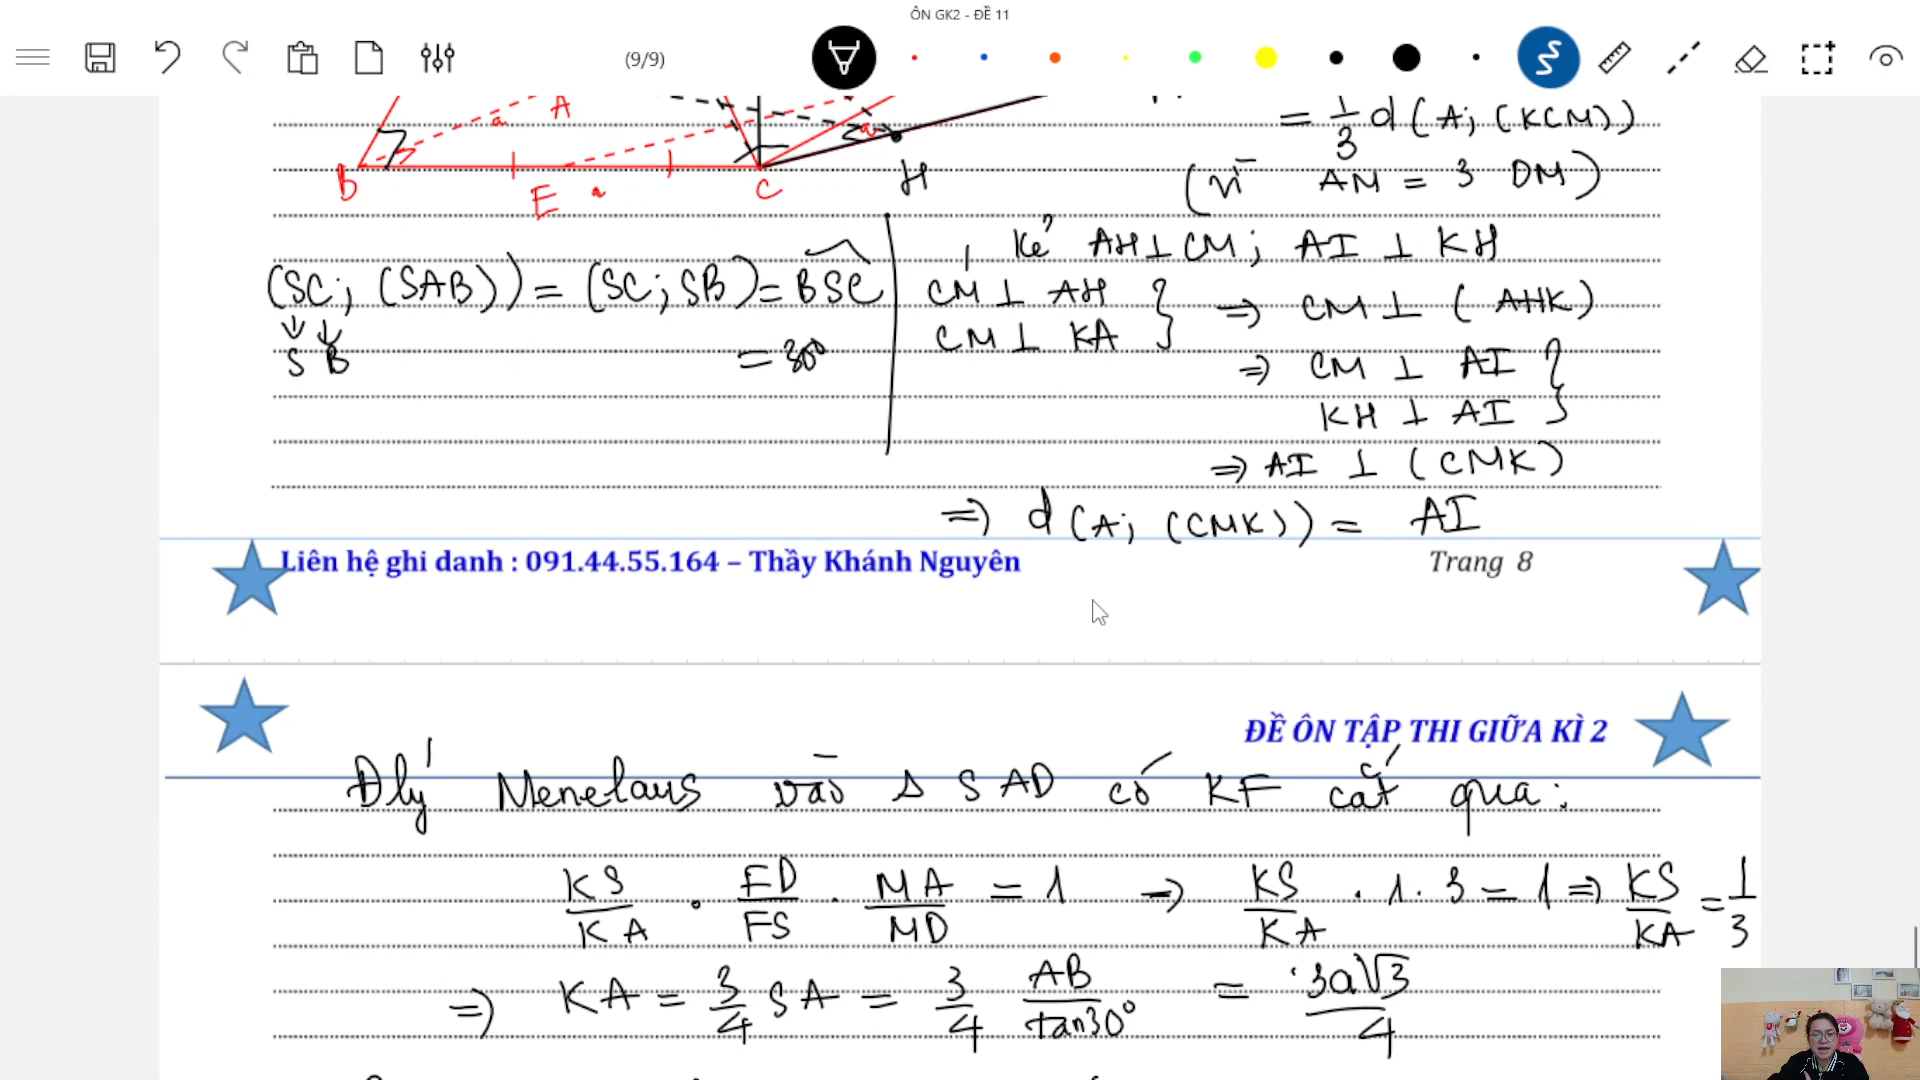 ÔN GK2 - ĐỀ 11
(9/9)
A
a
B
E a
C
H
= 1/3 d(A; (KCM))
(vì AM = 3 DM)
(SC; (SAB)) = (SC; SB) = BSC
S B
= 30°
Kẻ AH ⊥ CM; AI ⊥ KH
CM ⊥ AH
CM ⊥ KA } => CM ⊥ (AHK)
=> CM ⊥ AI
KH ⊥ AI }
=> AI ⊥ (CMK)
=> d(A; (CMK)) = AI
Liên hệ ghi danh : 091.44.55.164 – Thầy Khánh Nguyên
Trang 8
ĐỀ ÔN TẬP THI GIỮA KÌ 2
Đlý Menelaus vào Δ SAD có KF cắt qua:
KS/KA . FD/FS . MA/MD = 1 => KS/KA . 1 . 3 = 1 => KS/KA = 1/3
=> KA = 3/4 SA = 3/4 AB/tan30° = 3a√3/4